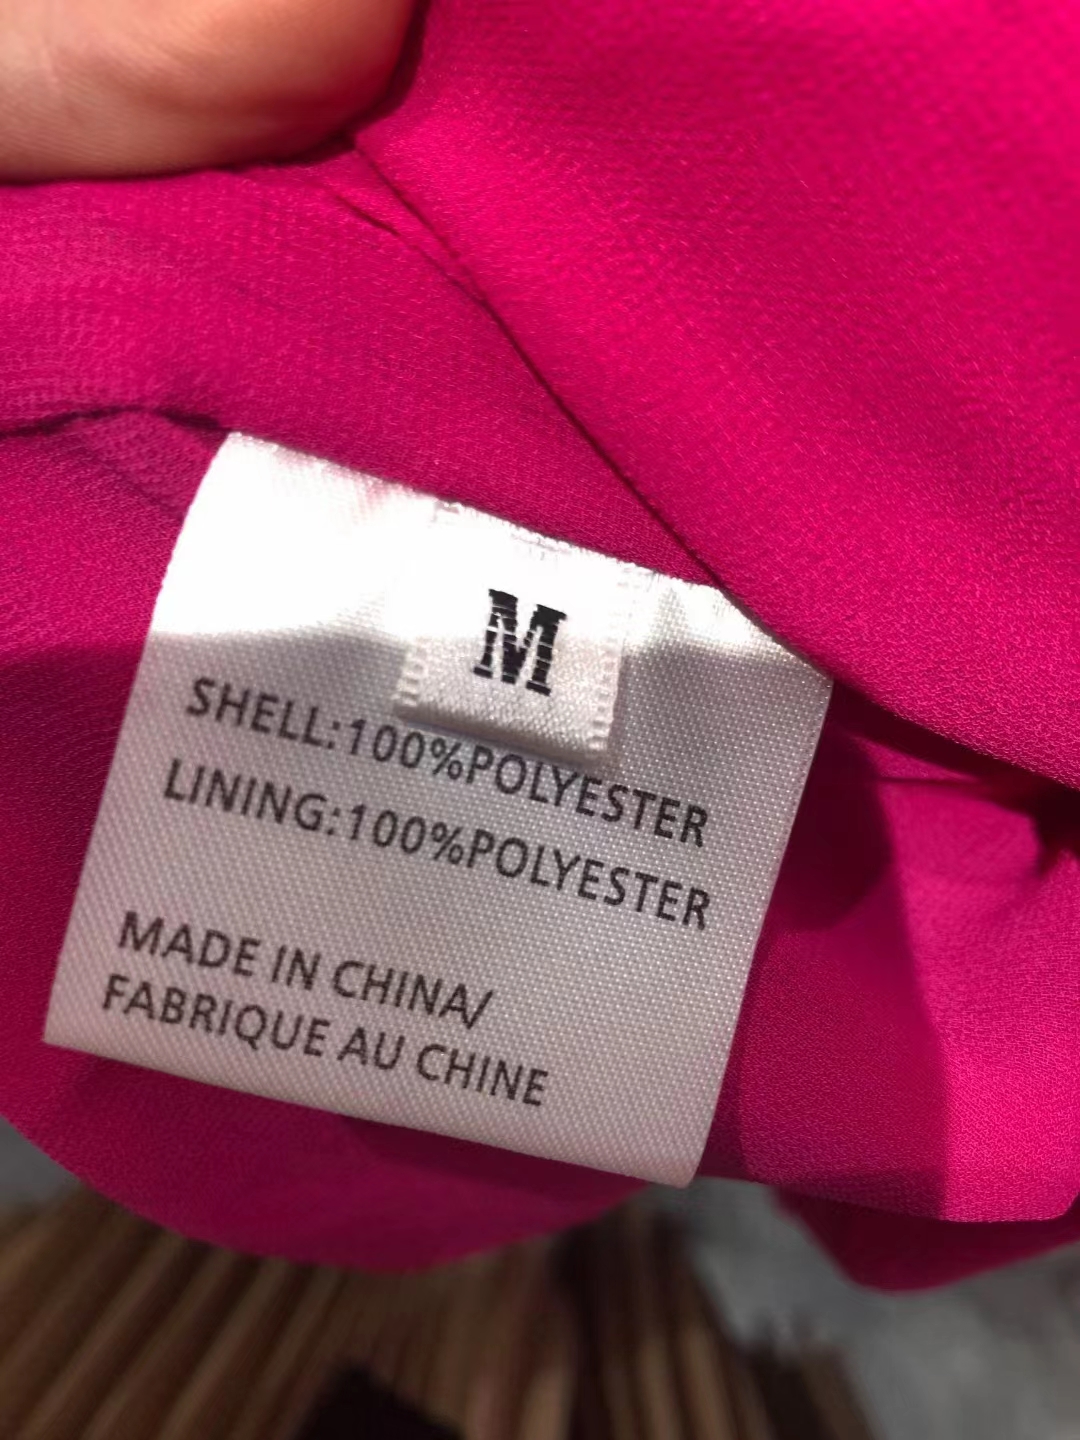 M
SHELL:100%POLYESTER
LINING:100%POLYESTER
MADE IN CHINA/
FABRIQUE AU CHINE